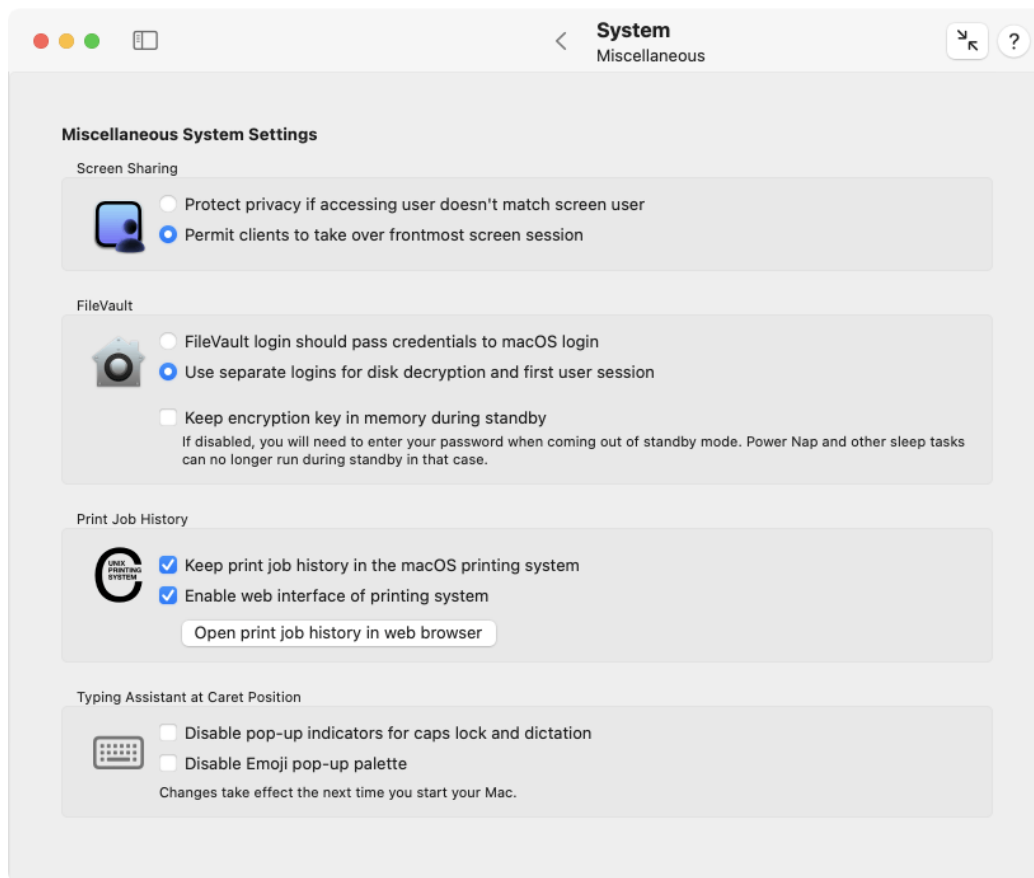 System
Miscellaneous
?
Miscellaneous System Settings
Screen Sharing
Protect privacy if accessing user doesn't match screen user
Permit clients to take over frontmost screen session
FileVault
FileVault login should pass credentials to macOS login
Use separate logins for disk decryption and first user session
Keep encryption key in memory during standby
If disabled, you will need to enter your password when coming out of standby mode. Power Nap and other sleep tasks
can no longer run during standby in that case.
Print Job History
UNIX
PRINTING
SYSTEM
Keep print job history in the macOS printing system
Enable web interface of printing system
Open print job history in web browser
Typing Assistant at Caret Position
Disable pop-up indicators for caps lock and dictation
Disable Emoji pop-up palette
Changes take effect the next time you start your Mac.